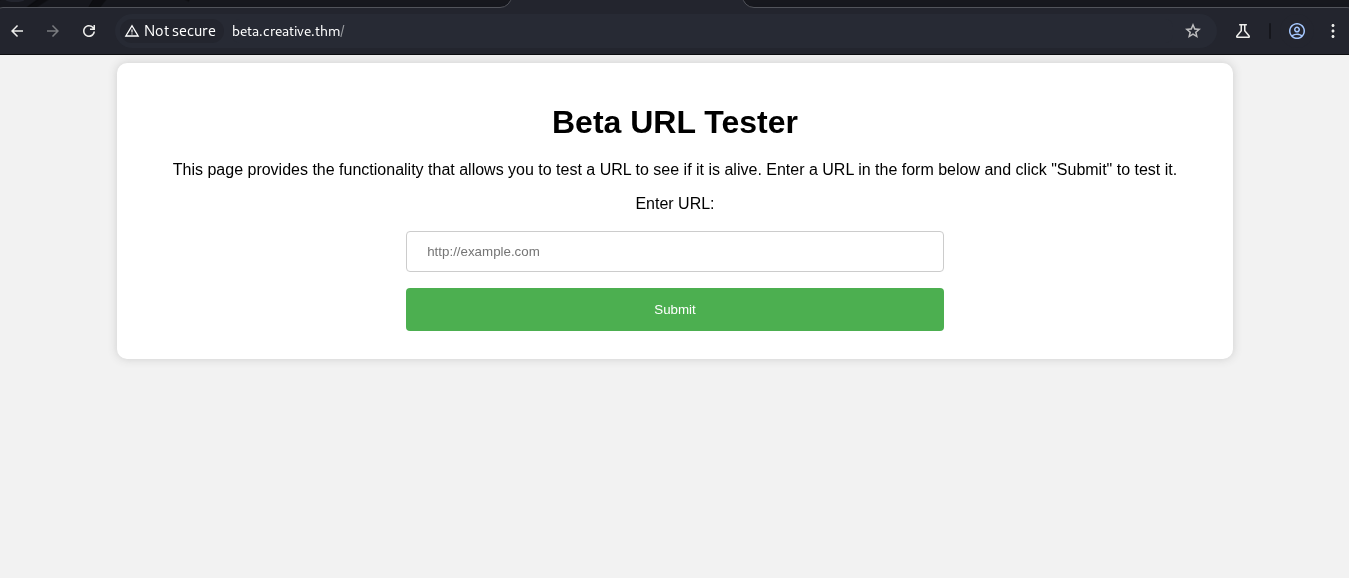 Not secure beta.creative.thm/
Beta URL Tester
This page provides the functionality that allows you to test a URL to see if it is alive. Enter a URL in the form below and click "Submit" to test it.
Enter URL:
http://example.com
Submit